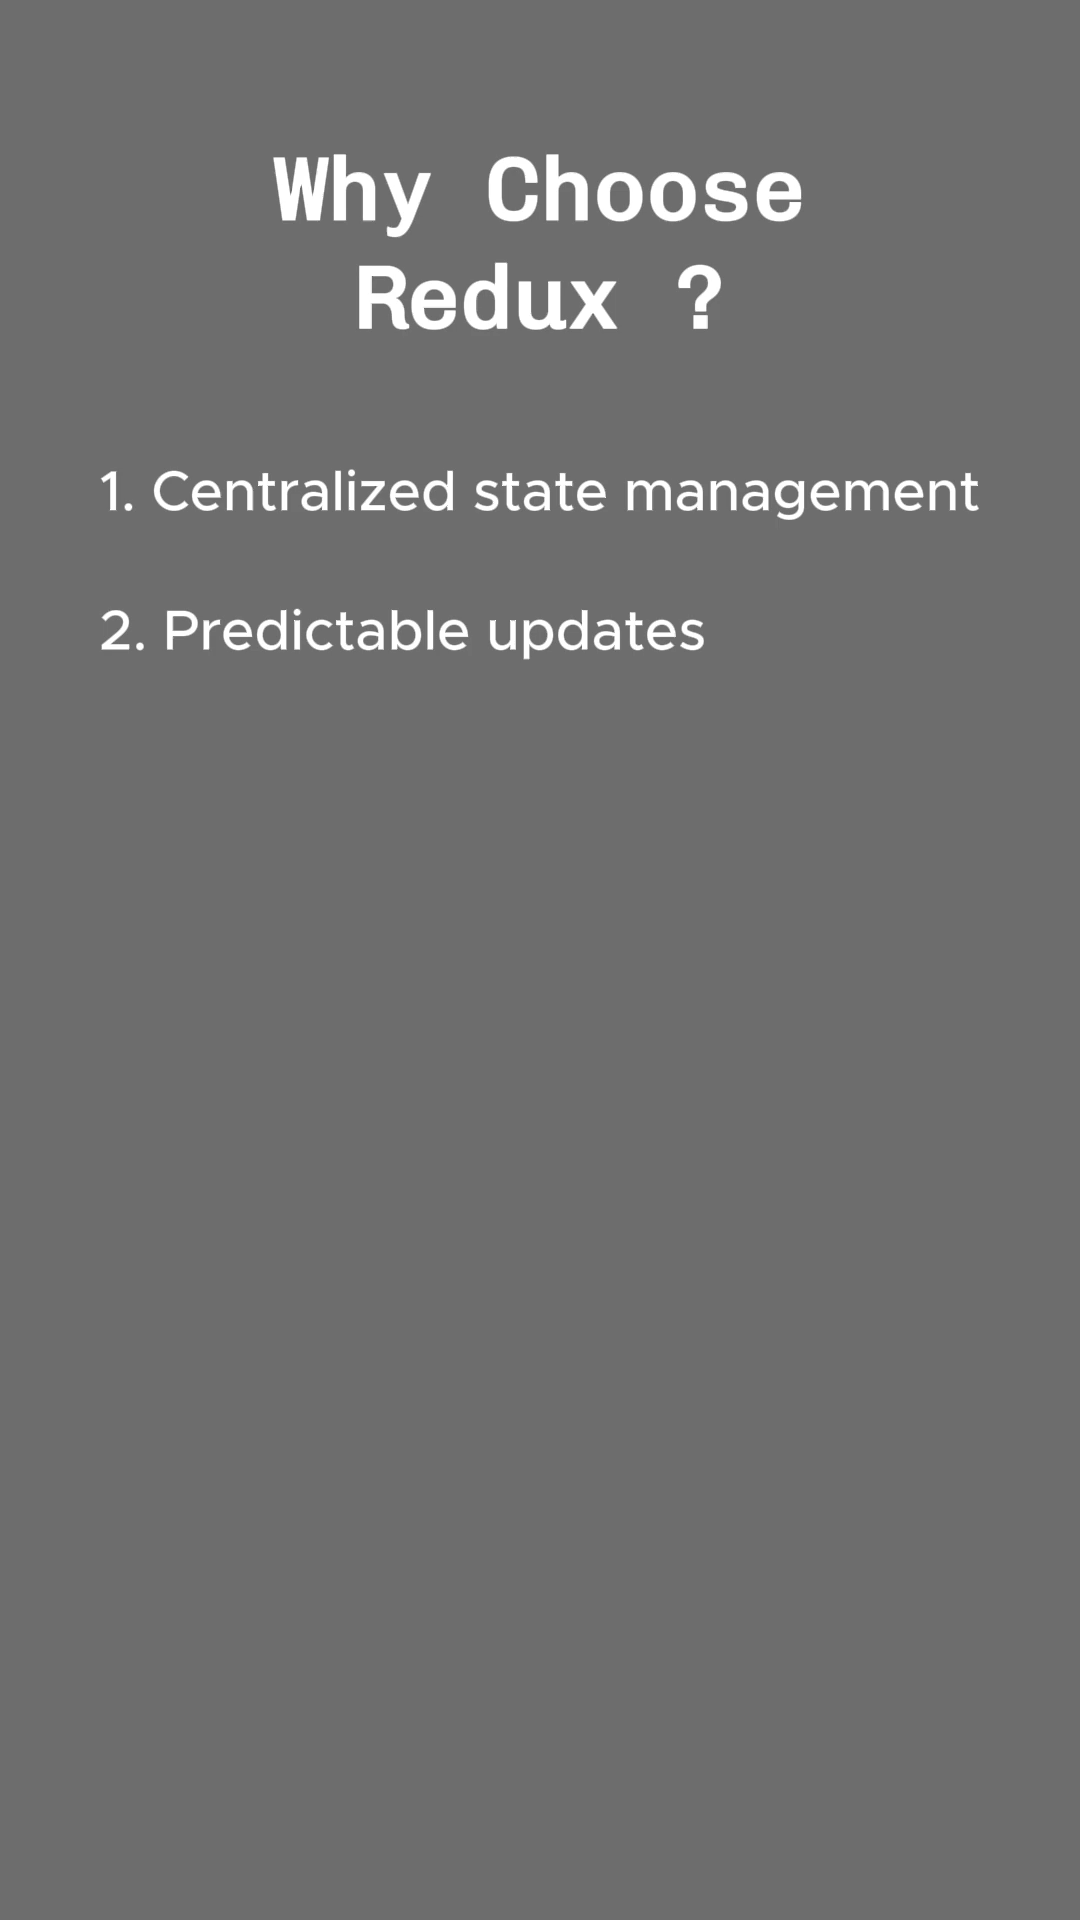 Why Choose
Redux ?
1. Centralized state management
2. Predictable updates